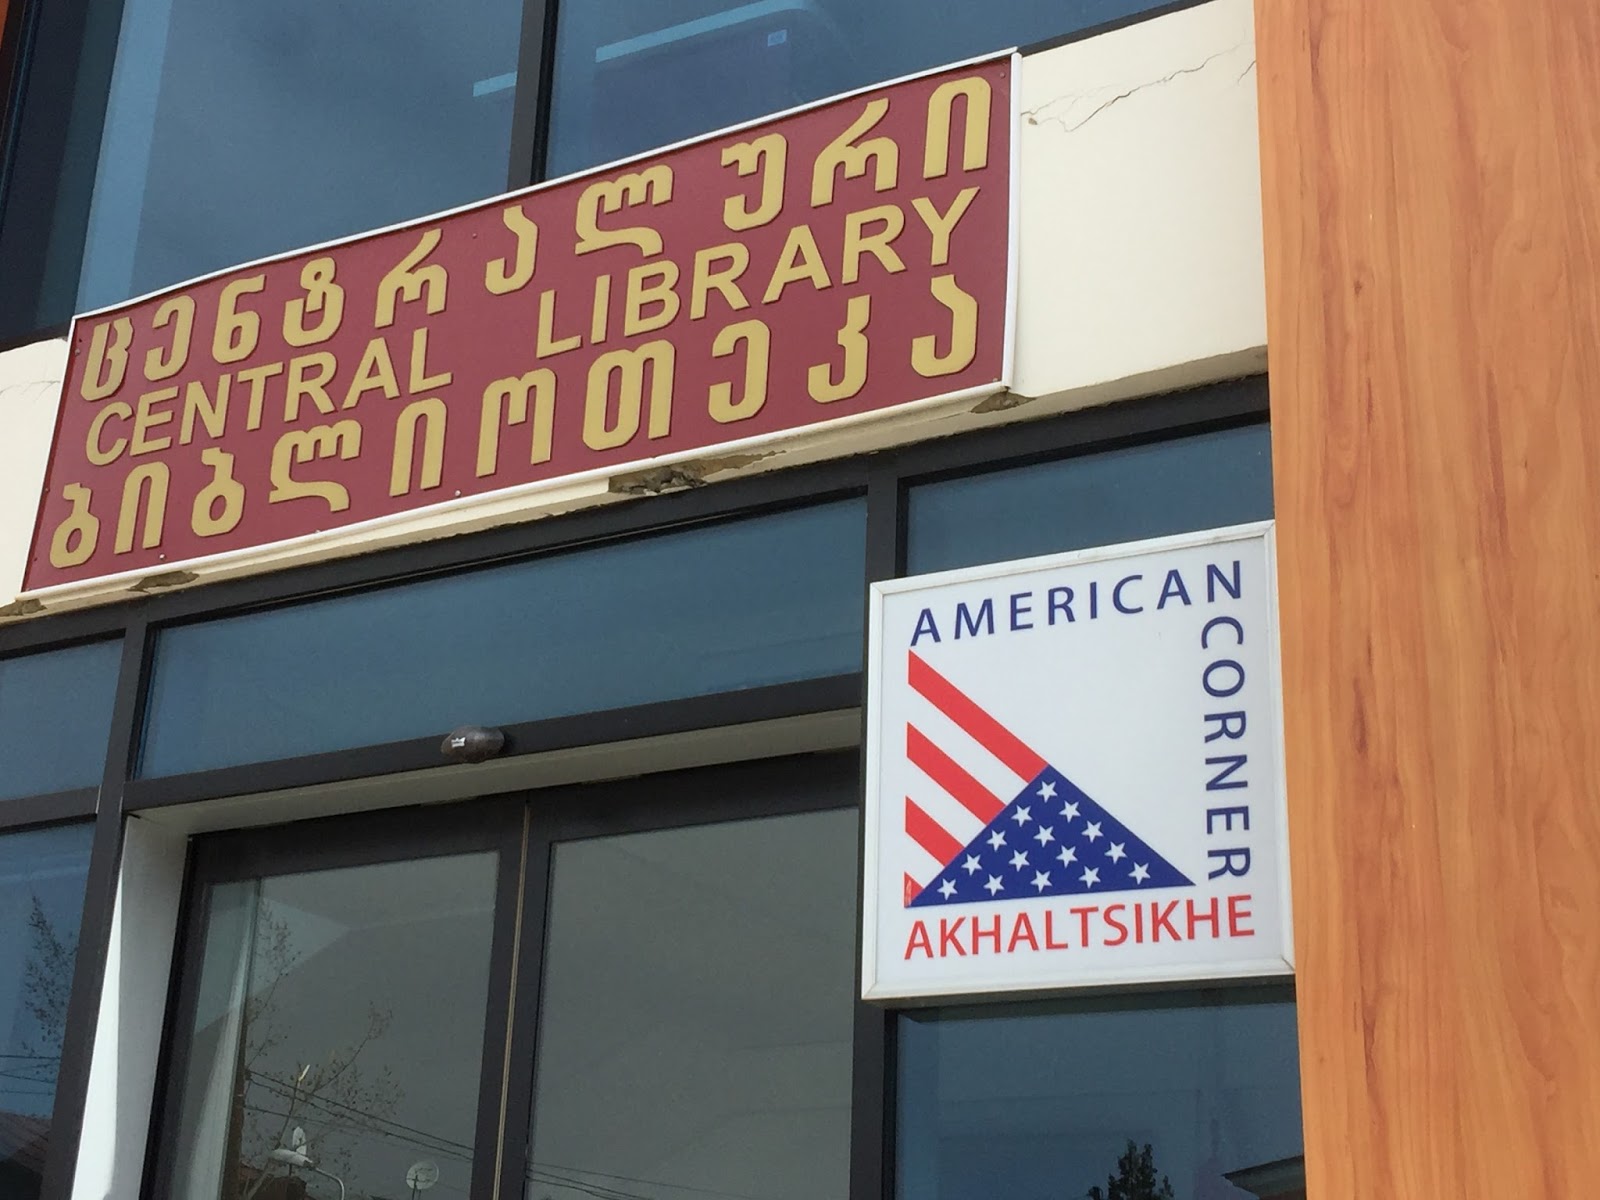 ცენტრალური
CENTRAL LIBRARY
ბიბლიოთეკა
AMERICAN
CORNER
AKHALTSIKHE